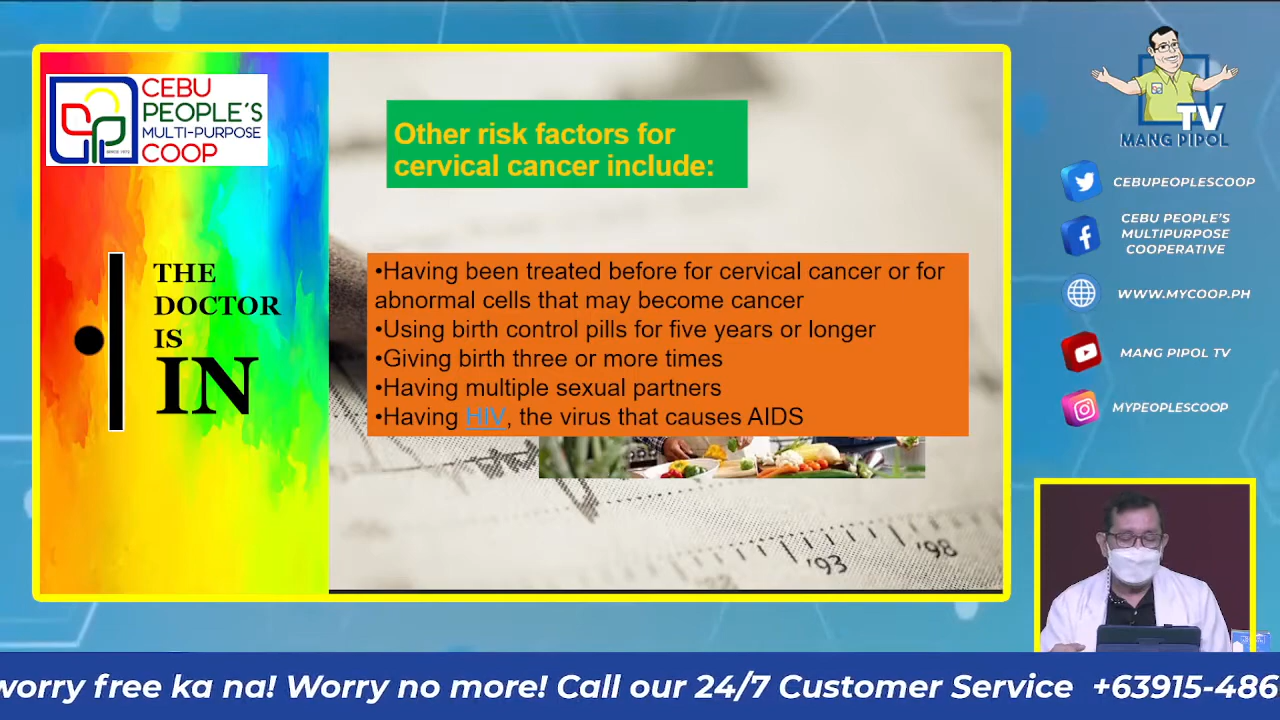 CEBU
PEOPLE'S
MULTI-PURPOSE
COOP
SINCE 1972
THE
DOCTOR
IS
IN
Other risk factors for
cervical cancer include:
•Having been treated before for cervical cancer or for
abnormal cells that may become cancer
•Using birth control pills for five years or longer
•Giving birth three or more times
•Having multiple sexual partners
•Having HIV, the virus that causes AIDS
'93
'98
TV
MANG PIPOL
CEBUPEOPLESCOOP
CEBU PEOPLE'S
MULTIPURPOSE
COOPERATIVE
WWW.MYCOOP.PH
MANG PIPOL TV
MYPEOPLESCOOP
worry free ka na! Worry no more! Call our 24/7 Customer Service +63915-486